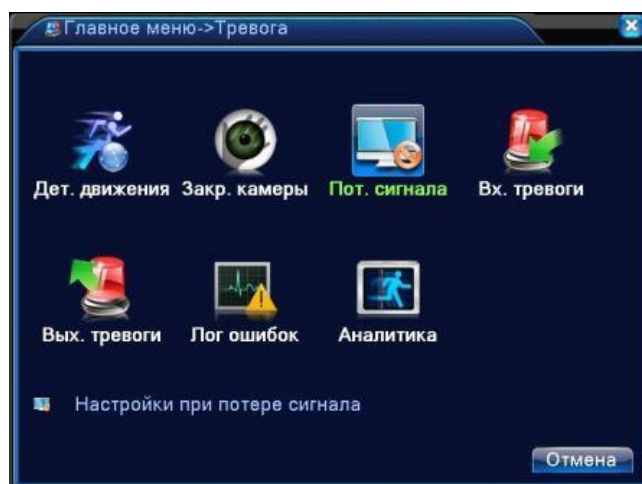 Главное меню->Тревога
Дет. движения Закр. камеры Пот. сигнала Вх. тревоги
Вых. тревоги Лог ошибок Аналитика
Настройки при потере сигнала
Отмена